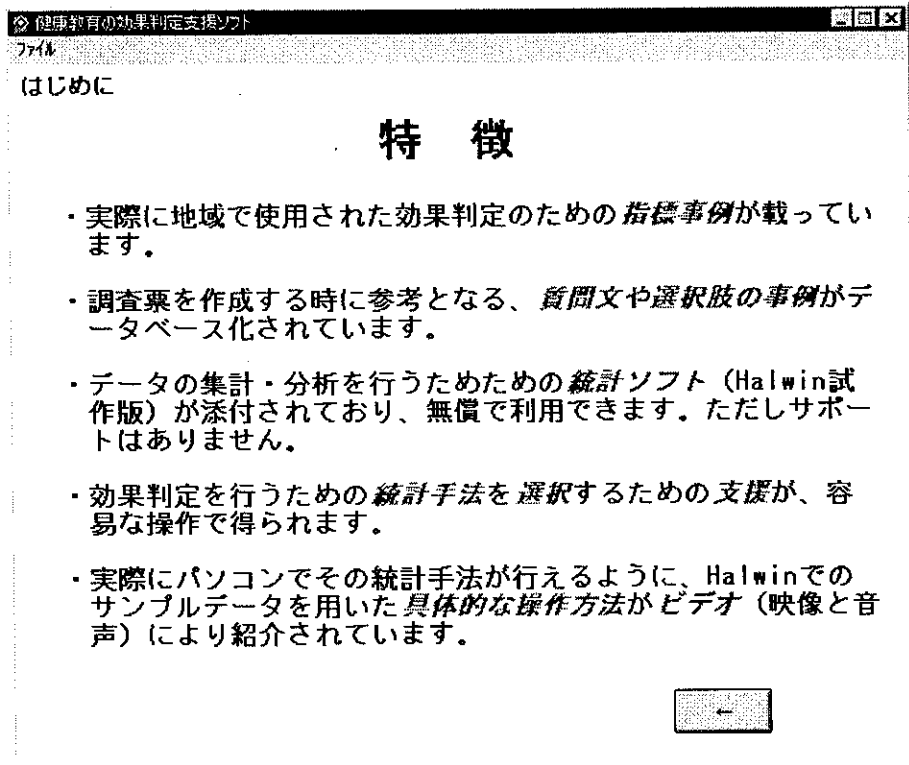 健康教育の効果判定支援ソフト
ファイル
はじめに
特 徴
・実際に地域で使用された効果判定のための指標事例が載ってい
ます。
・調査票を作成する時に参考となる、質問文や選択肢の事例がデ
ータベース化されています。
・データの集計・分析を行うためための統計ソフト（Halwin試
作版）が添付されており、無償で利用できます。ただしサポー
トはありません。
・効果判定を行うための統計手法を選択するための支援が、容
易な操作で得られます。
・実際にパソコンでその統計手法が行えるように、Halwinでの
サンプルデータを用いた具体的な操作方法がビデオ（映像と音
声）により紹介されています。
←